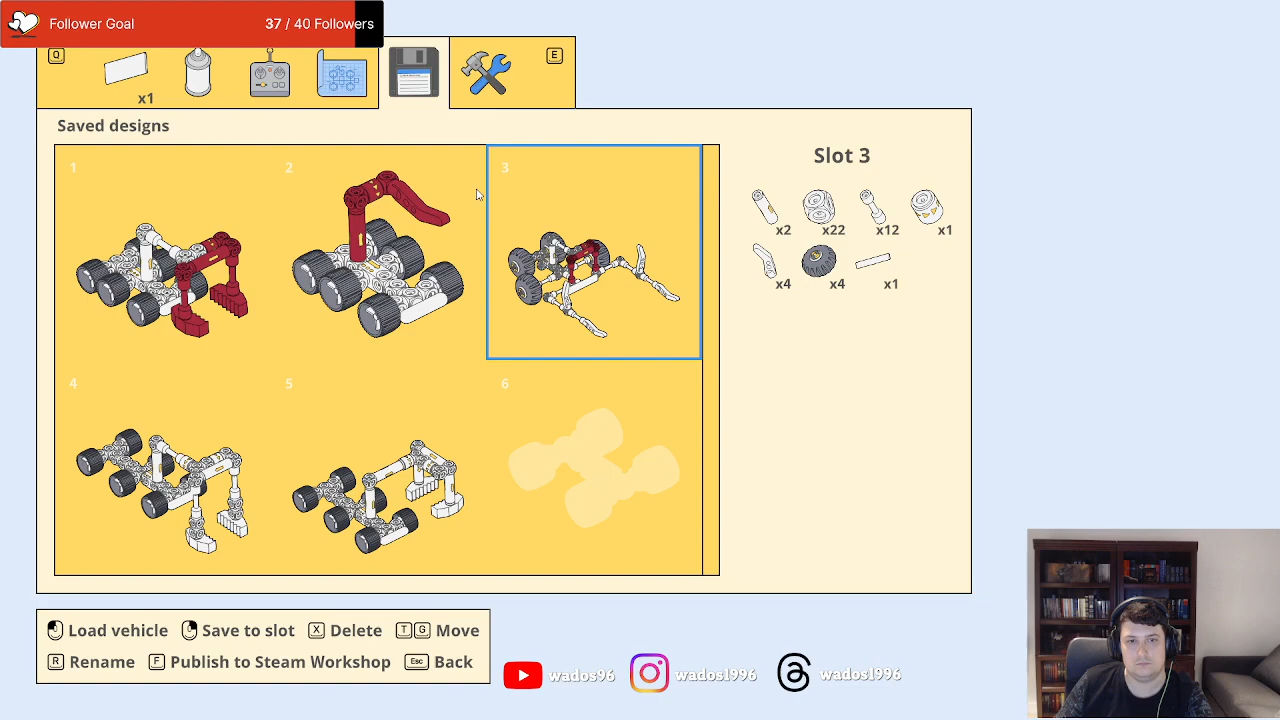 Follower Goal 37 / 40 Followers
Q E
x1
Saved designs
1 2 3
4 5 6
Slot 3
x2 x22 x12 x1
x4 x4 x1
Load vehicle Save to slot X Delete T G Move
R Rename F Publish to Steam Workshop Esc Back
wados96 wados1996 wados1996